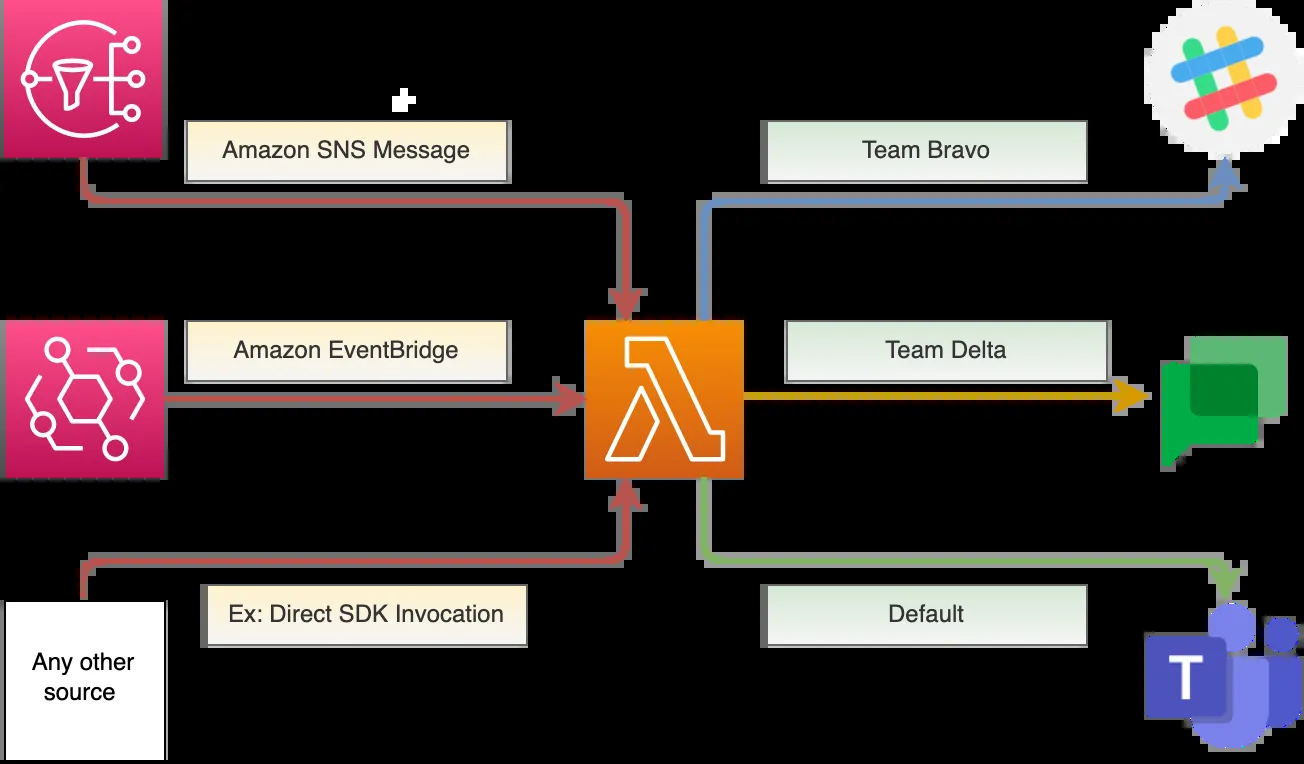 Amazon SNS Message
Team Bravo
Amazon EventBridge
Team Delta
Ex: Direct SDK Invocation
Default
Any other
source
T